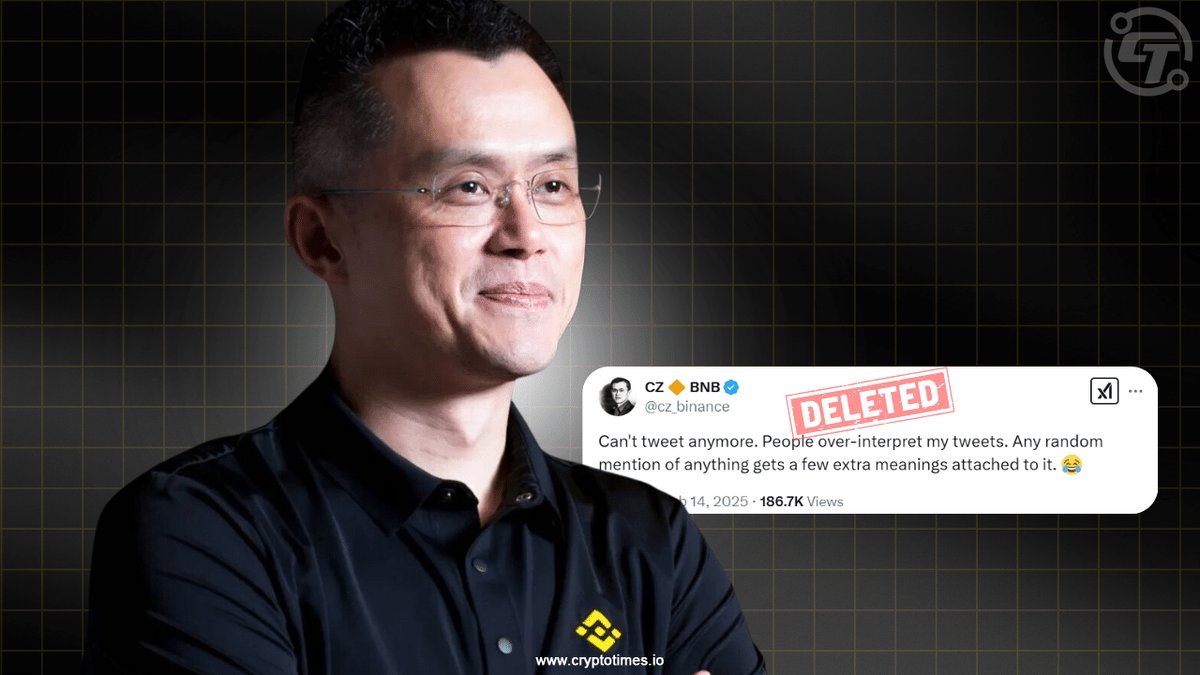 CT
CZ 🔶 BNB
@cz_binance
DELETED
Can't tweet anymore. People over-interpret my tweets. Any random
mention of anything gets a few extra meanings attached to it. 😂
14, 2025 · 186.7K Views
www.cryptotimes.io